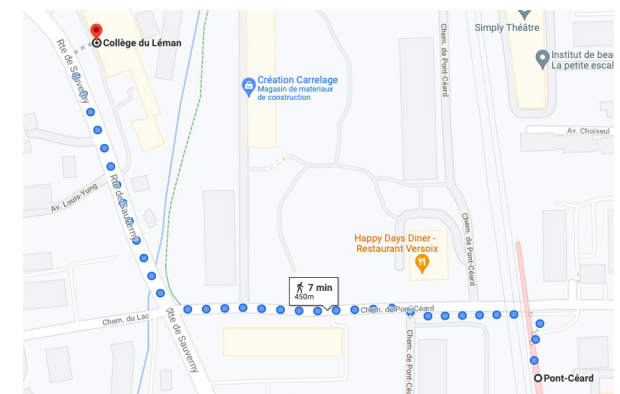 Simply Théâtre
Collège du Léman
Institut de beau
La petite escal
Rte de Sauverny
Chem. de Pont-Céard
Création Carrelage
Magasin de materiaux
de construction
Av. Choiseul
Rte de Sauverny
Av. Louis-Yung
Happy Days Diner -
Restaurant Versoix
Chem. de Pont-Céard
7 min
450m
Chem. du Lac
Rte de Sauverny
Chem. de Pont-Céard
Chem. de Pont-Céard
Pont-Céard